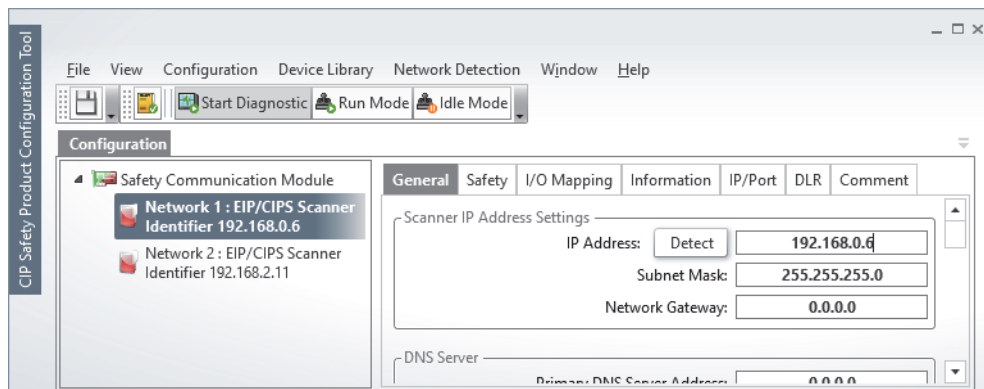 CIP Safety Product Configuration Tool
File View Configuration Device Library Network Detection Window Help
Start Diagnostic Run Mode Idle Mode
Configuration
Safety Communication Module
Network 1 : EIP/CIPS Scanner
Identifier 192.168.0.6
Network 2 : EIP/CIPS Scanner
Identifier 192.168.2.11
General Safety I/O Mapping Information IP/Port DLR Comment
Scanner IP Address Settings
IP Address: Detect 192.168.0.6
Subnet Mask: 255.255.255.0
Network Gateway: 0.0.0.0
DNS Server
Primary DNS Server Address: 0.0.0.0